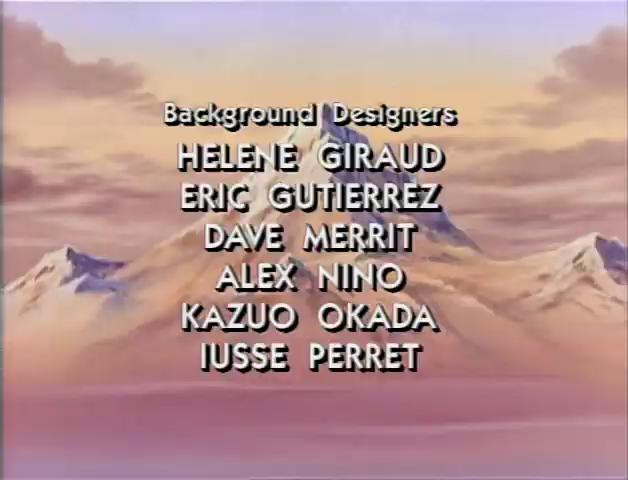 Background Designers
HELENE GIRAUD
ERIC GUTIERREZ
DAVE MERRIT
ALEX NINO
KAZUO OKADA
IUSSE PERRET